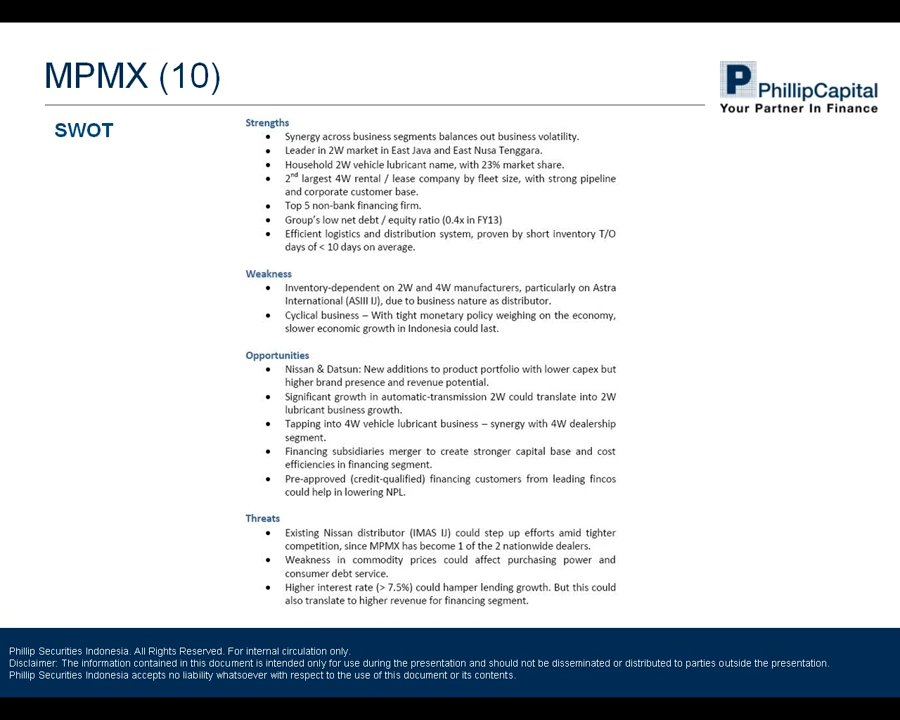 MPMX (10)
P PhillipCapital
Your Partner In Finance
SWOT
Strengths
• Synergy across business segments balances out business volatility.
• Leader in 2W market in East Java and East Nusa Tenggara.
• Household 2W vehicle lubricant name, with 23% market share.
• 2nd largest 4W rental / lease company by fleet size, with strong pipeline
and corporate customer base.
• Top 5 non-bank financing firm.
• Group's low net debt / equity ratio (0.4x in FY13)
• Efficient logistics and distribution system, proven by short inventory T/O
days of < 10 days on average.
Weakness
• Inventory-dependent on 2W and 4W manufacturers, particularly on Astra
International (ASIII IJ), due to business nature as distributor.
• Cyclical business – With tight monetary policy weighing on the economy,
slower economic growth in Indonesia could last.
Opportunities
• Nissan & Datsun: New additions to product portfolio with lower capex but
higher brand presence and revenue potential.
• Significant growth in automatic-transmission 2W could translate into 2W
lubricant business growth.
• Tapping into 4W vehicle lubricant business – synergy with 4W dealership
segment.
• Financing subsidiaries merger to create stronger capital base and cost
efficiencies in financing segment.
• Pre-approved (credit-qualified) financing customers from leading fincos
could help in lowering NPL.
Threats
• Existing Nissan distributor (IMAS IJ) could step up efforts amid tighter
competition, since MPMX has become 1 of the 2 nationwide dealers.
• Weakness in commodity prices could affect purchasing power and
consumer debt service.
• Higher interest rate (> 7.5%) could hamper lending growth. But this could
also translate to higher revenue for financing segment.
Phillip Securities Indonesia. All Rights Reserved. For internal circulation only.
Disclaimer: The information contained in this document is intended only for use during the presentation and should not be disseminated or distributed to parties outside the presentation.
Phillip Securities Indonesia accepts no liability whatsoever with respect to the use of this document or its contents.